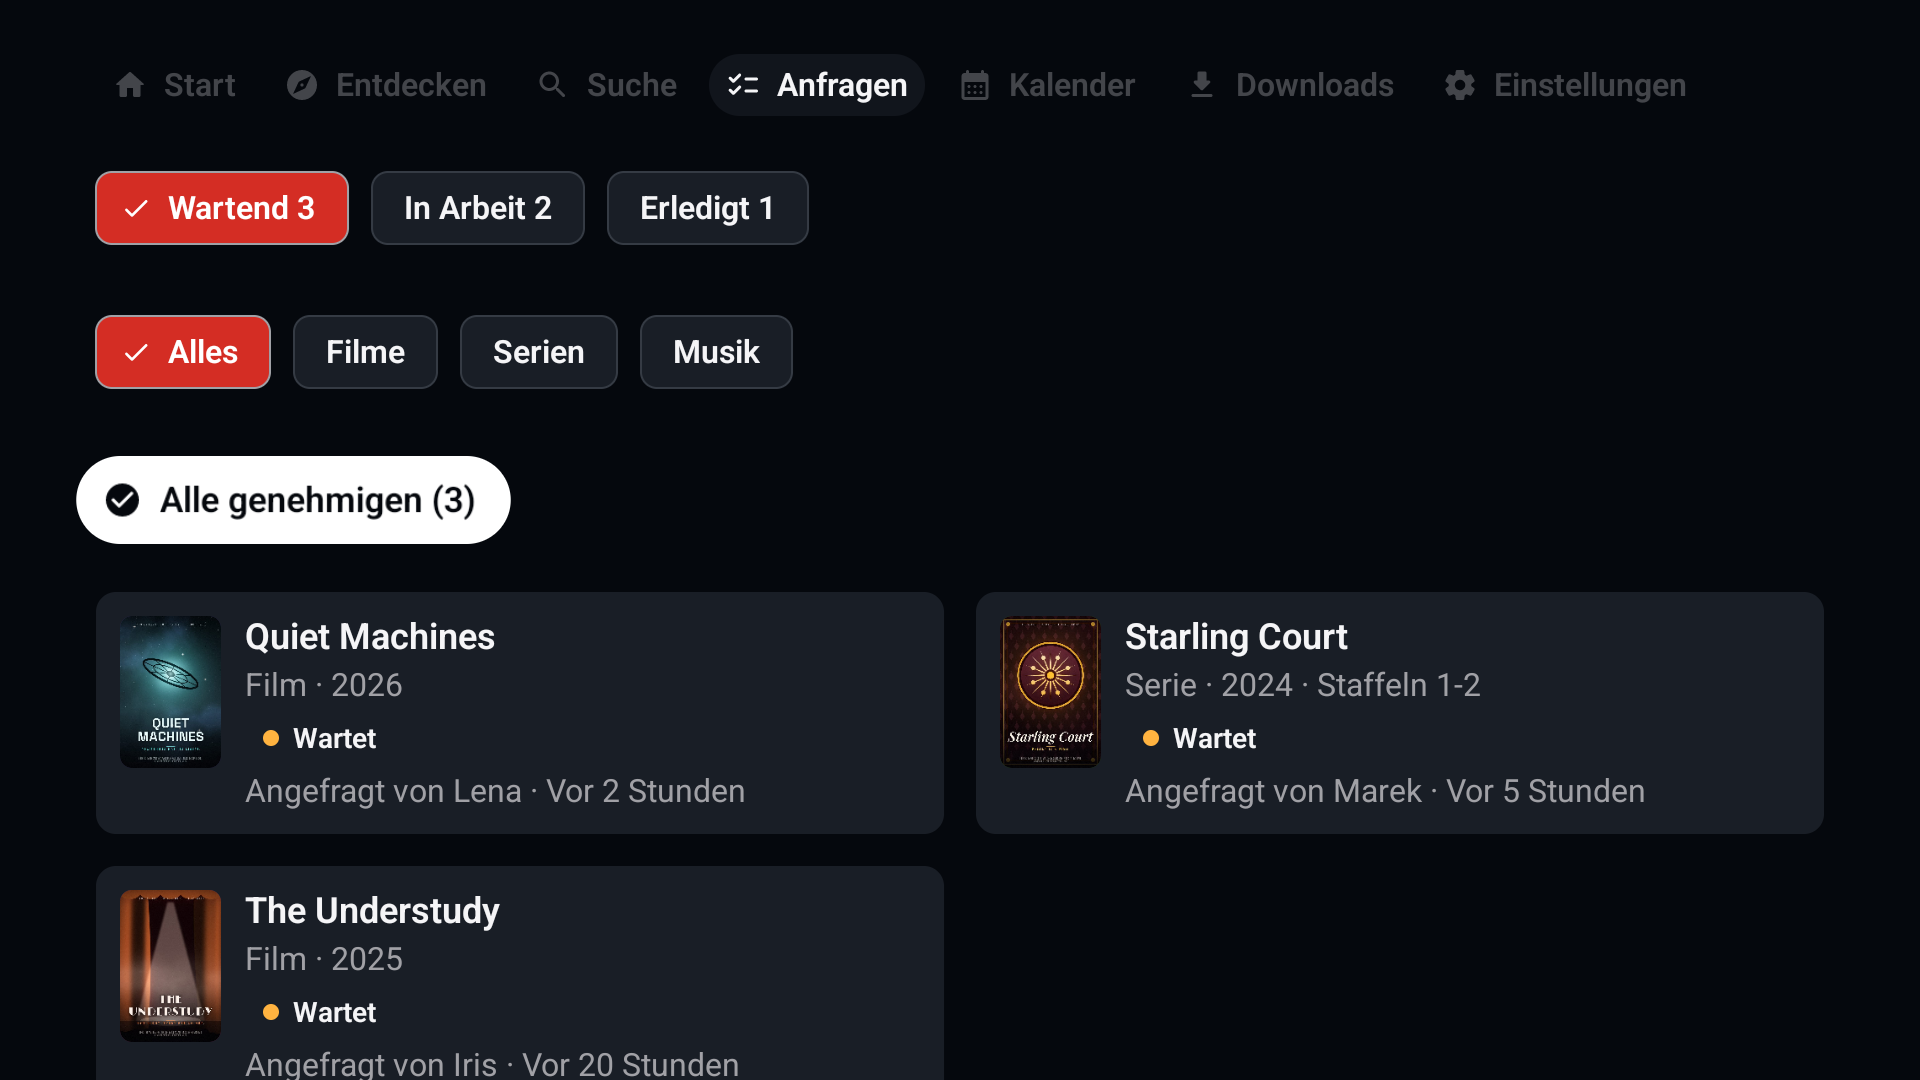 Start
Entdecken
Suche
Anfragen
Kalender
Downloads
Einstellungen
Wartend 3
In Arbeit 2
Erledigt 1
Alles
Filme
Serien
Musik
Alle genehmigen (3)
QUIET
MACHINES
Quiet Machines
Film · 2026
Wartet
Angefragt von Lena · Vor 2 Stunden
Starling Court
Starling Court
Serie · 2024 · Staffeln 1-2
Wartet
Angefragt von Marek · Vor 5 Stunden
THE
UNDERSTUDY
The Understudy
Film · 2025
Wartet
Angefragt von Iris · Vor 20 Stunden